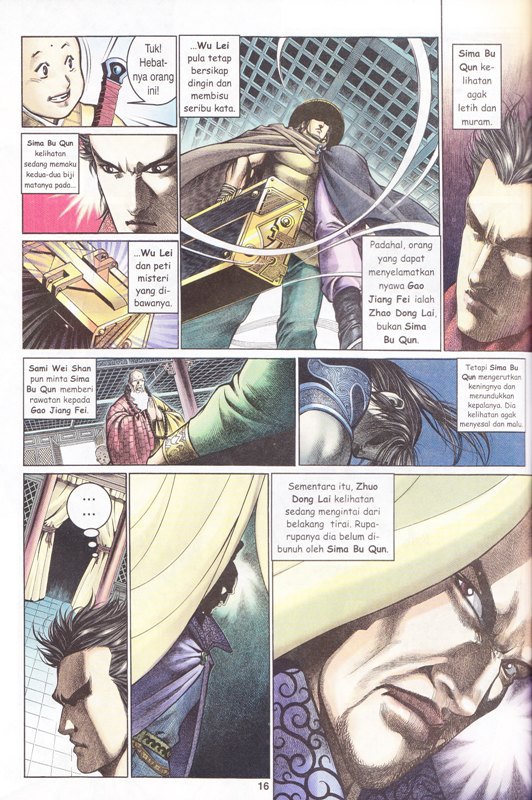 Tuk!
Hebat-
nya orang
ini!
...Wu Lei
pula tetap
bersikap
dingin dan
membisu
seribu kata.
Sima Bu
Qun ke-
lihatan
agak
letih dan
muram.
Sima Bu Qun
kelihatan
sedang memaku
kedua-dua biji
matanya pada...
...Wu Lei
dan peti
misteri
yang di-
bawanya.
Padahal, orang
yang dapat
menyelamatkan
nyawa Gao
Jiang Fei ialah
Zhao Dong Lai,
bukan Sima
Bu Qun.
Sami Wei Shan
pun minta Sima
Bu Qun memberi
rawatan kepada
Gao Jiang Fei.
Tetapi Sima Bu
Qun mengerutkan
keningnya dan
menundukkan
kepalanya. Dia
kelihatan agak
menyesal dan malu.
...
...
Sementara itu, Zhuo
Dong Lai kelihatan
sedang mengintai dari
belakang tirai. Rupa-
rupanya dia belum di-
bunuh oleh Sima Bu Qun.
16